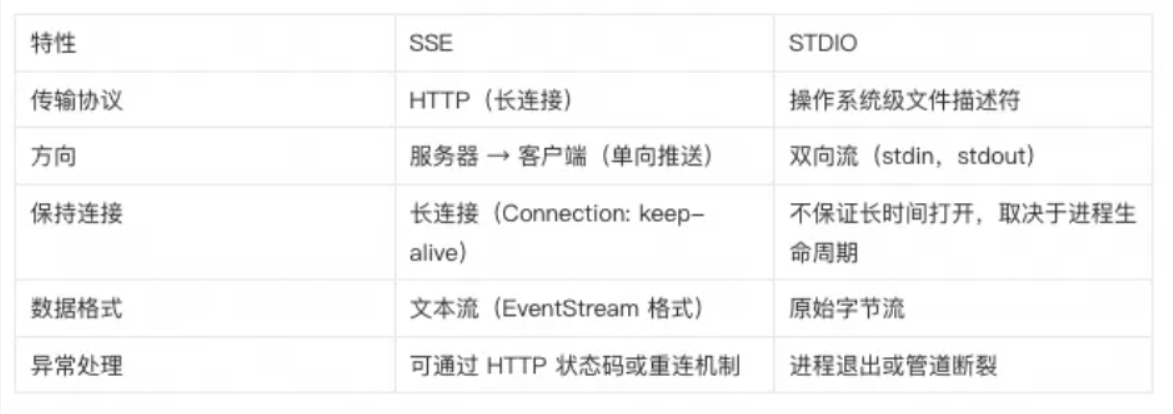 特性 SSE STDIO
传输协议 HTTP（长连接） 操作系统级文件描述符
方向 服务器 → 客户端（单向推送） 双向流（stdin，stdout）
保持连接 长连接（Connection: keep-
alive） 不保证长时间打开，取决于进程生
命周期
数据格式 文本流（EventStream 格式） 原始字节流
异常处理 可通过 HTTP 状态码或重连机制 进程退出或管道断裂